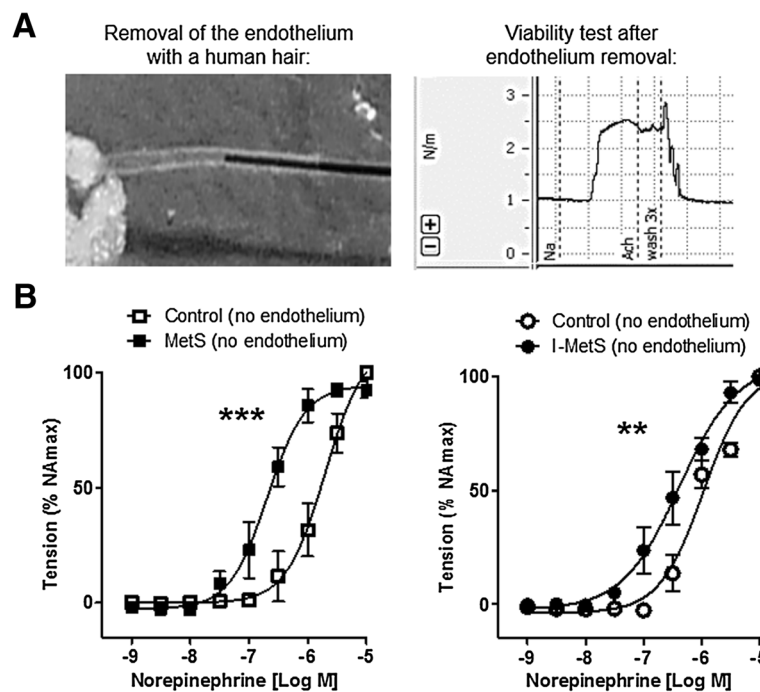 A
Removal of the endothelium
with a human hair:
Viability test after
endothelium removal:
3
2
1
0
N/m
+
−
Na
Ach
wash 3x
B
Control (no endothelium)
MetS (no endothelium)
100
50
0
Tension (% NAmax)
***
-9 -8 -7 -6 -5
Norepinephrine [Log M]
Control (no endothelium)
I-MetS (no endothelium)
100
50
0
Tension (% NAmax)
**
-9 -8 -7 -6 -5
Norepinephrine [Log M]